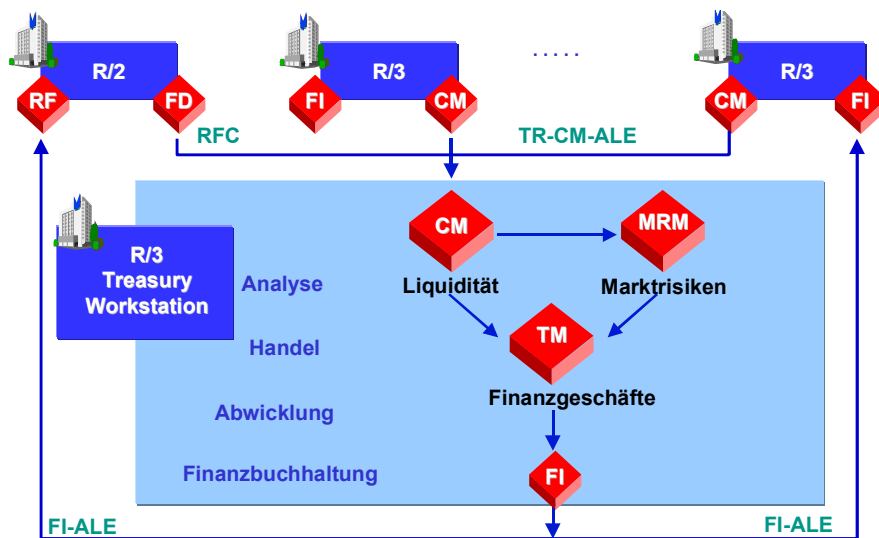 R/2
R/3
. . . . .
R/3
RF
FD
FI
CM
CM
FI
RFC
TR-CM-ALE
R/3
Treasury
Workstation
CM
MRM
Analyse
Liquidität
Marktrisiken
TM
Handel
Finanzgeschäfte
Abwicklung
Finanzbuchhaltung
FI
FI-ALE
FI-ALE